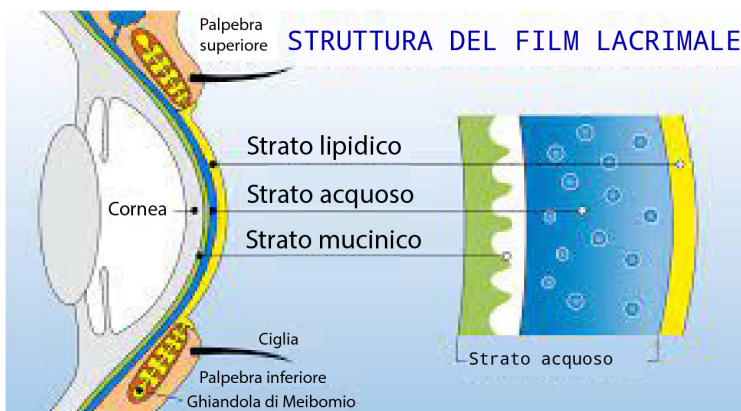 Palpebra
superiore
STRUTTURA DEL FILM LACRIMALE
Strato lipidico
Strato acquoso
Cornea
Strato mucinico
Ciglia
Strato acquoso
Palpebra inferiore
Ghiandola di Meibomio